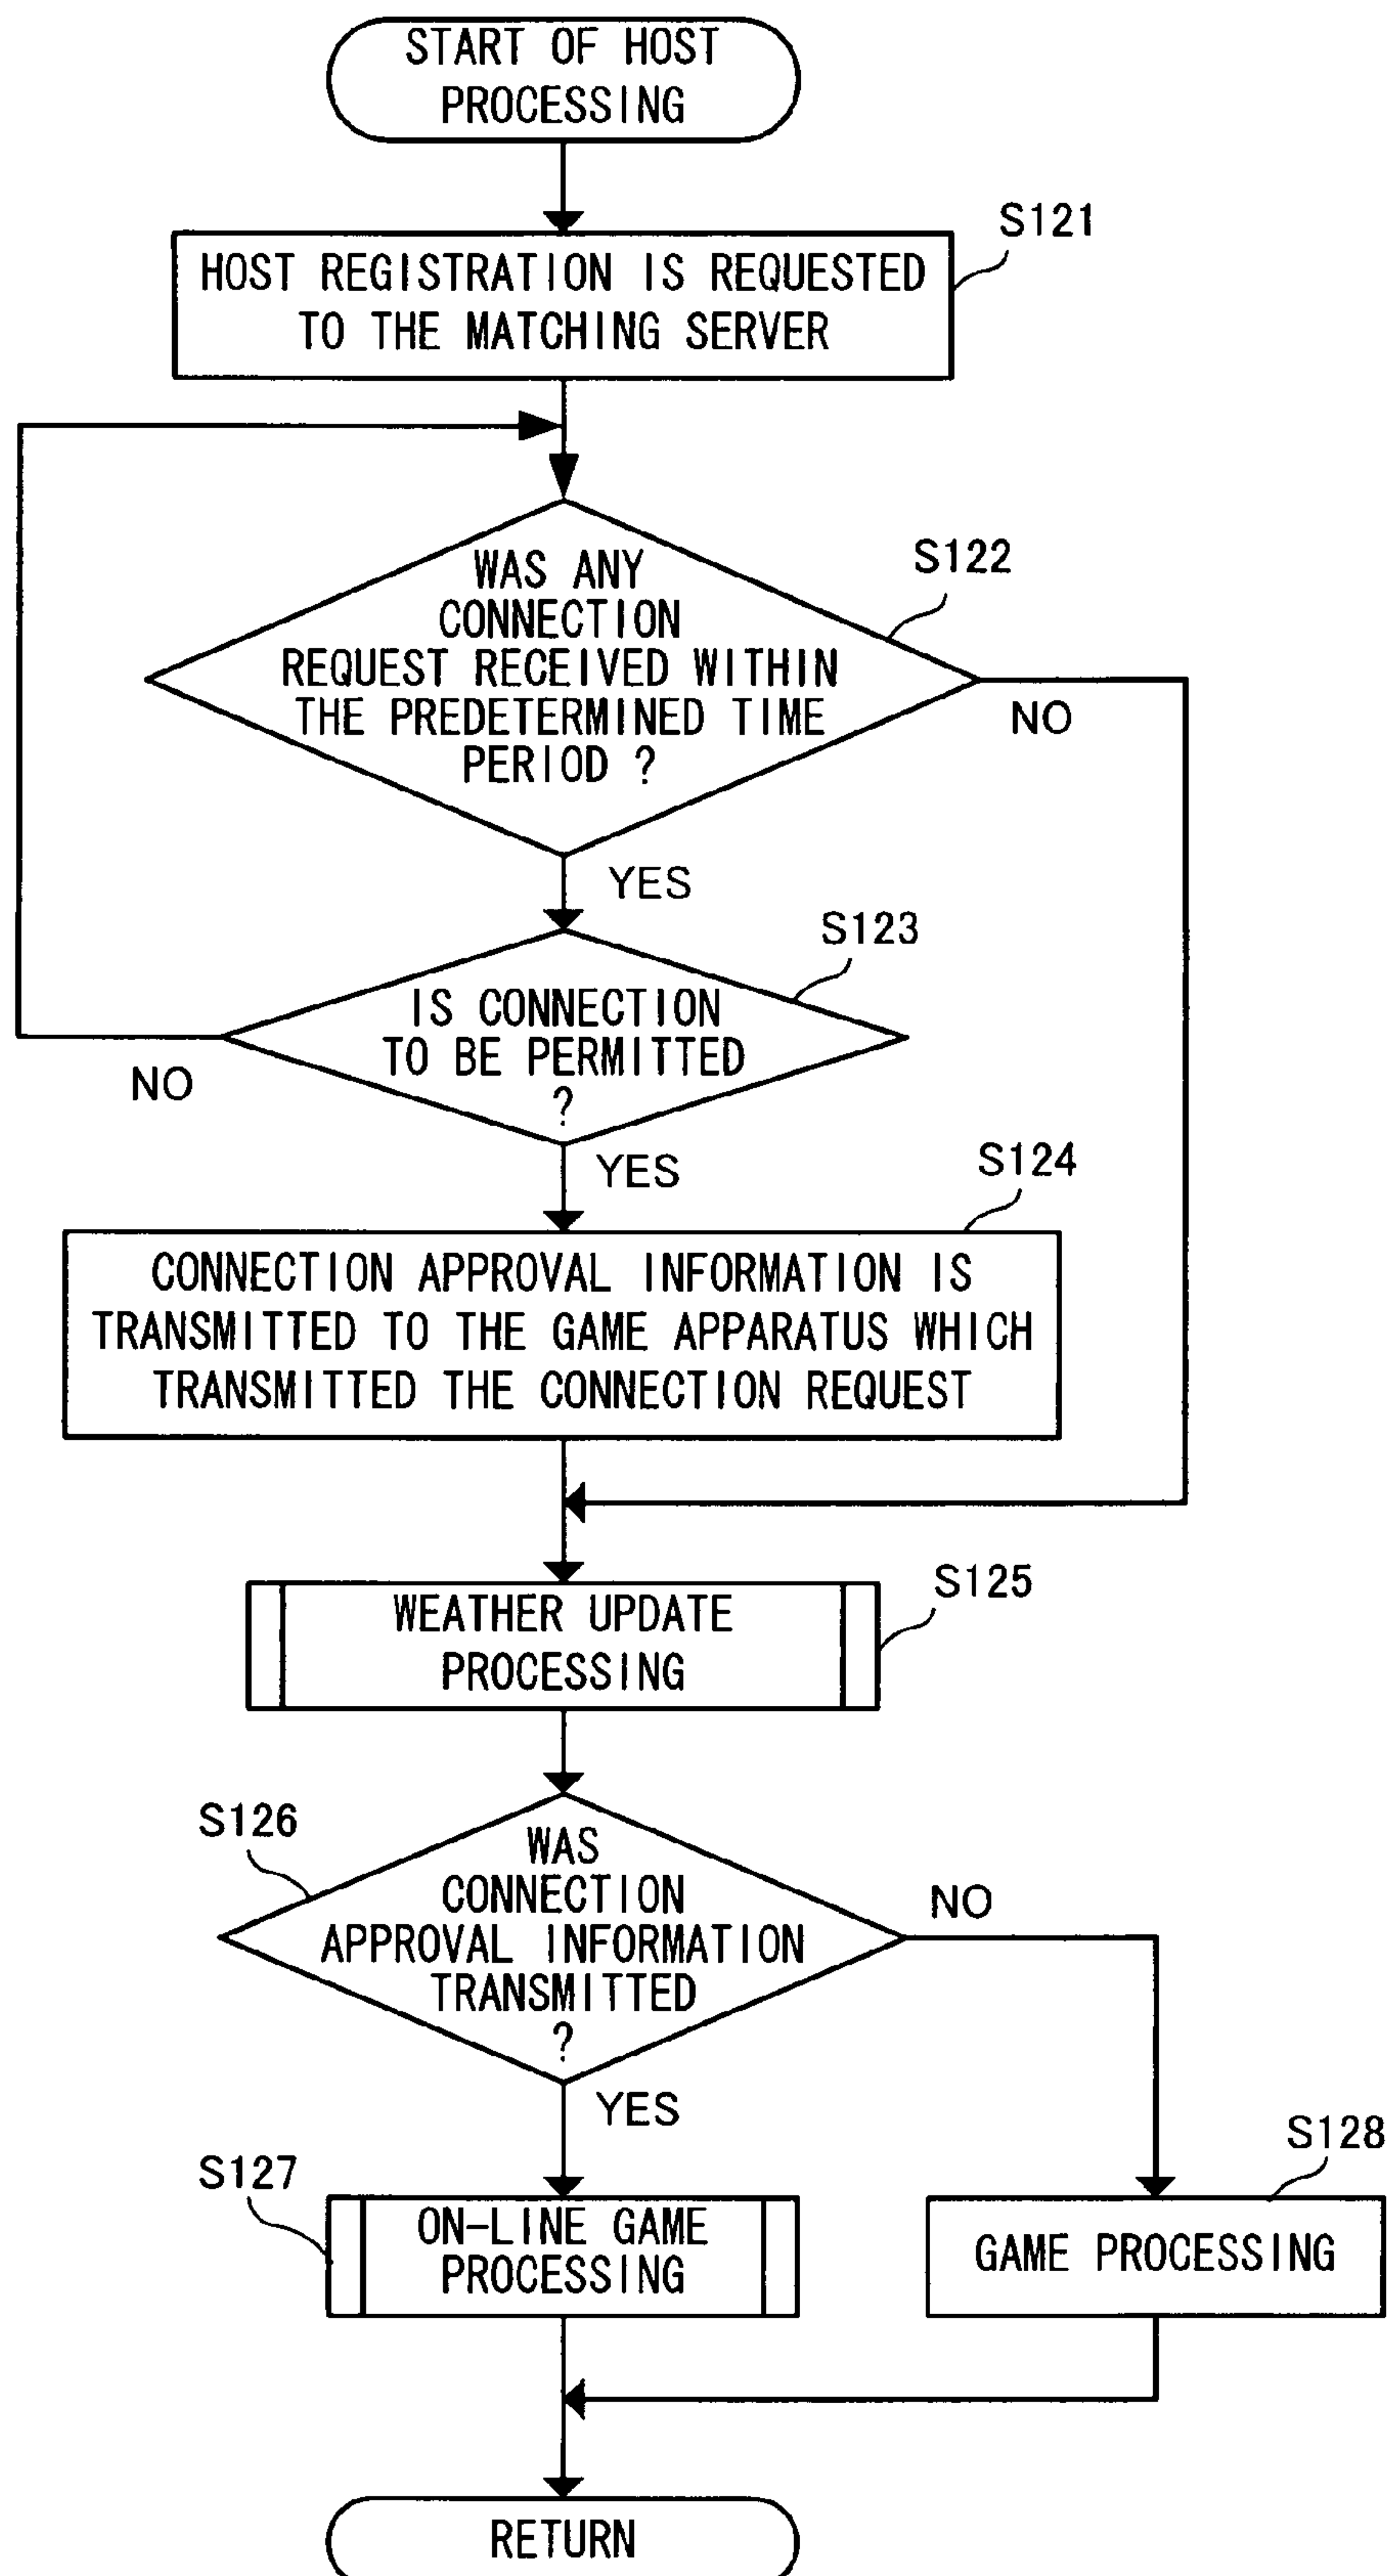 START OF HOST
PROCESSING
S121
HOST REGISTRATION IS REQUESTED
TO THE MATCHING SERVER
S122
WAS ANY
CONNECTION
REQUEST RECEIVED WITHIN
THE PREDETERMINED TIME
PERIOD ?
NO
YES
S123
IS CONNECTION
TO BE PERMITTED
?
NO
YES
S124
CONNECTION APPROVAL INFORMATION IS
TRANSMITTED TO THE GAME APPARATUS WHICH
TRANSMITTED THE CONNECTION REQUEST
S125
WEATHER UPDATE
PROCESSING
S126
WAS
CONNECTION
APPROVAL INFORMATION
TRANSMITTED
?
NO
YES
S127
ON-LINE GAME
PROCESSING
S128
GAME PROCESSING
RETURN